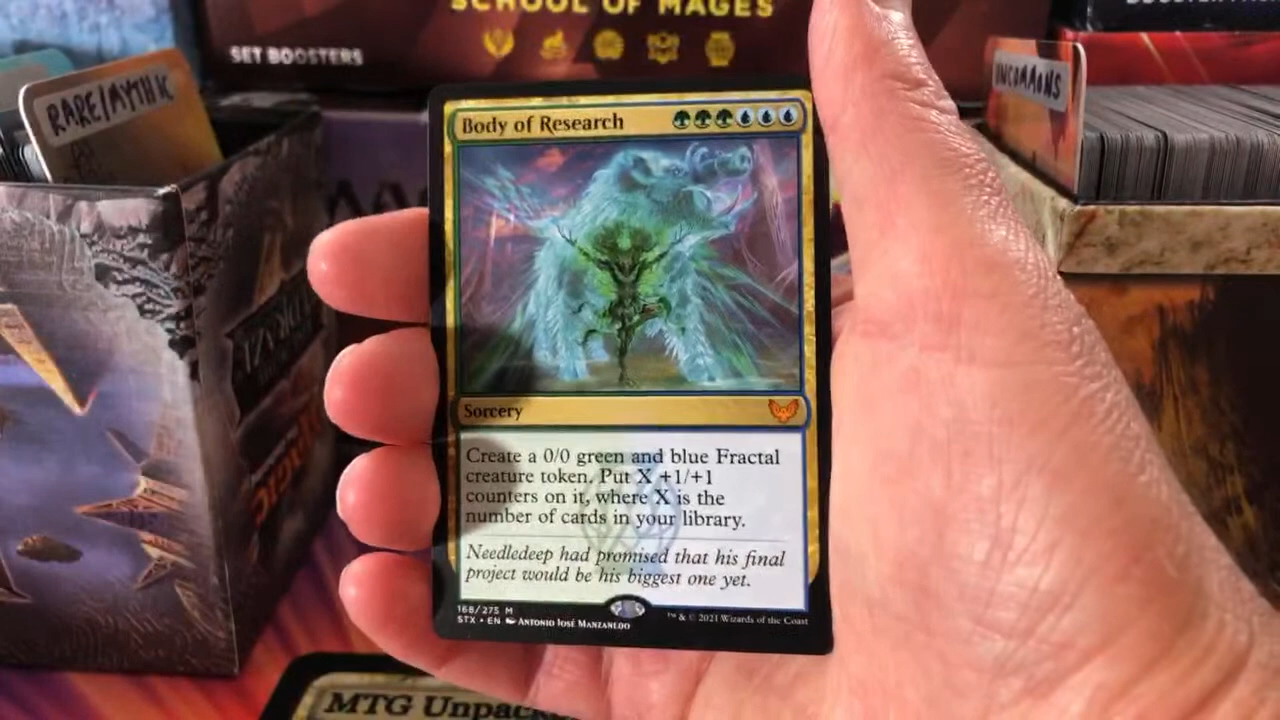 SCHOOL OF MAGES
SET BOOSTERS
RARE/MYTHIC
UNCOMMONS
Body of Research
Sorcery
Create a 0/0 green and blue Fractal
creature token. Put X +1/+1
counters on it, where X is the
number of cards in your library.
Needledeep had promised that his final
project would be his biggest one yet.
168/275 M
STX • EN Antonio José Manzanedo
™ & © 2021 Wizards of the Coast
MTG